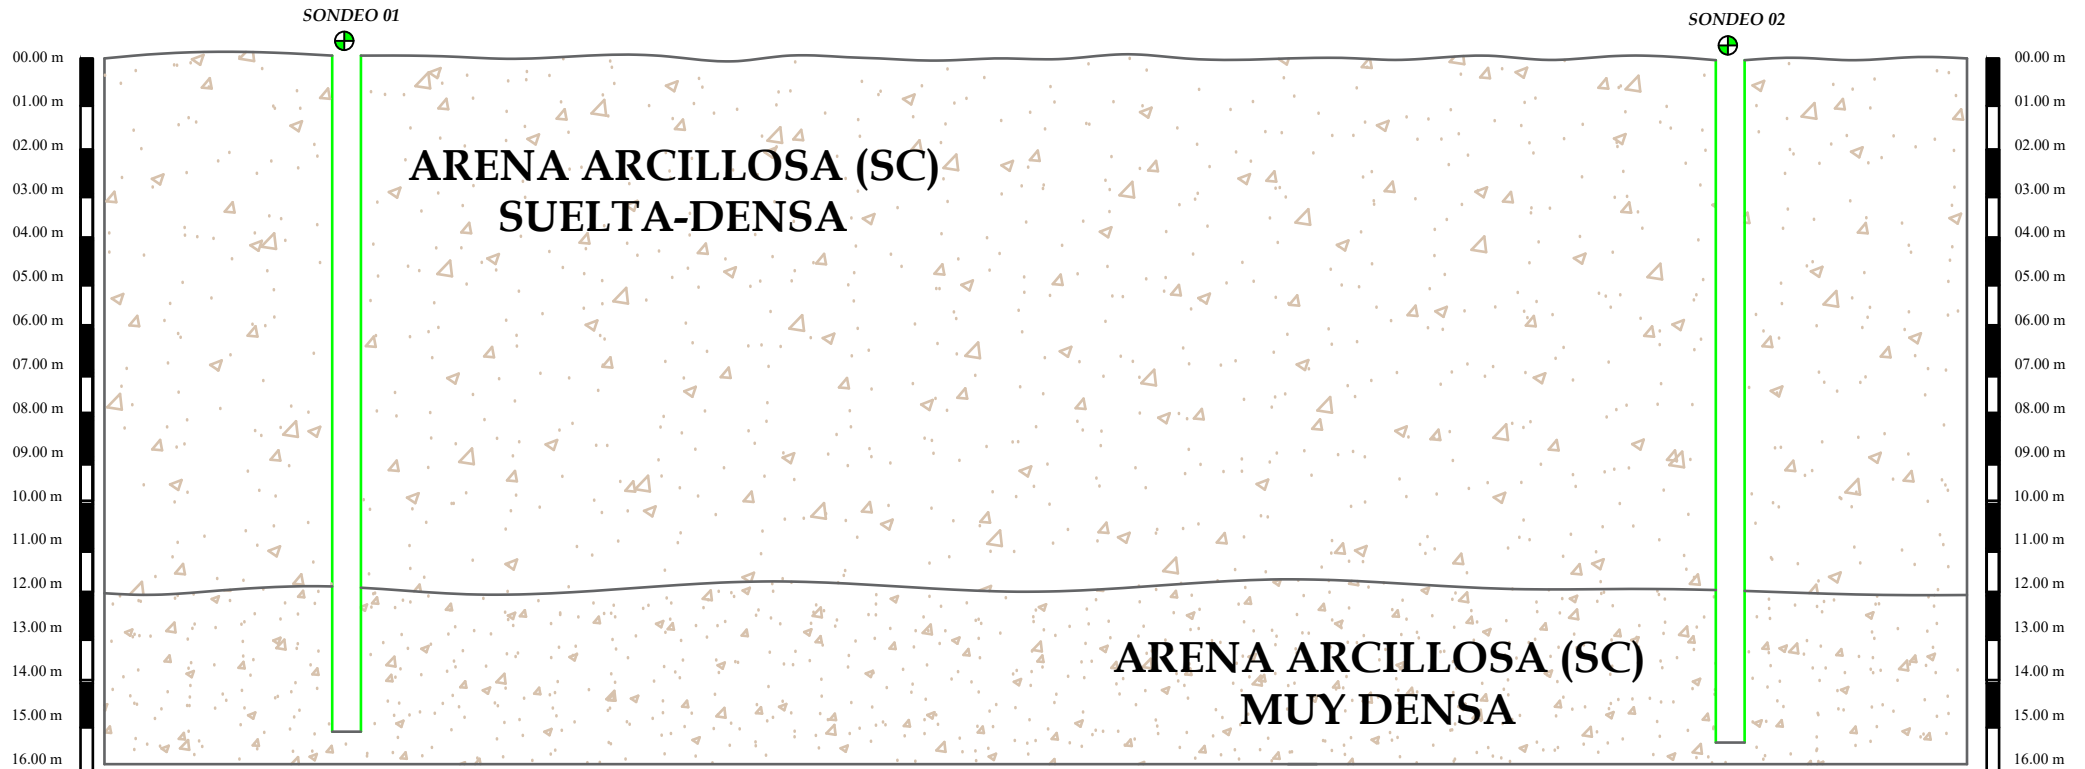 SONDEO 01
SONDEO 02
00.00 m
00.00 m
01.00 m
01.00 m
02.00 m
02.00 m
ARENA ARCILLOSA (SC)
03.00 m
03.00 m
SUELTA-DENSA
04.00 m
04.00 m
05.00 m
05.00 m
06.00 m
06.00 m
07.00 m
07.00 m
08.00 m
08.00 m
09.00 m
09.00 m
10.00 m
10.00 m
11.00 m
11.00 m
12.00 m
12.00 m
13.00 m
13.00 m
ARENA ARCILLOSA (SC)
14.00 m
14.00 m
MUY DENSA
15.00 m
15.00 m
16.00 m
16.00 m